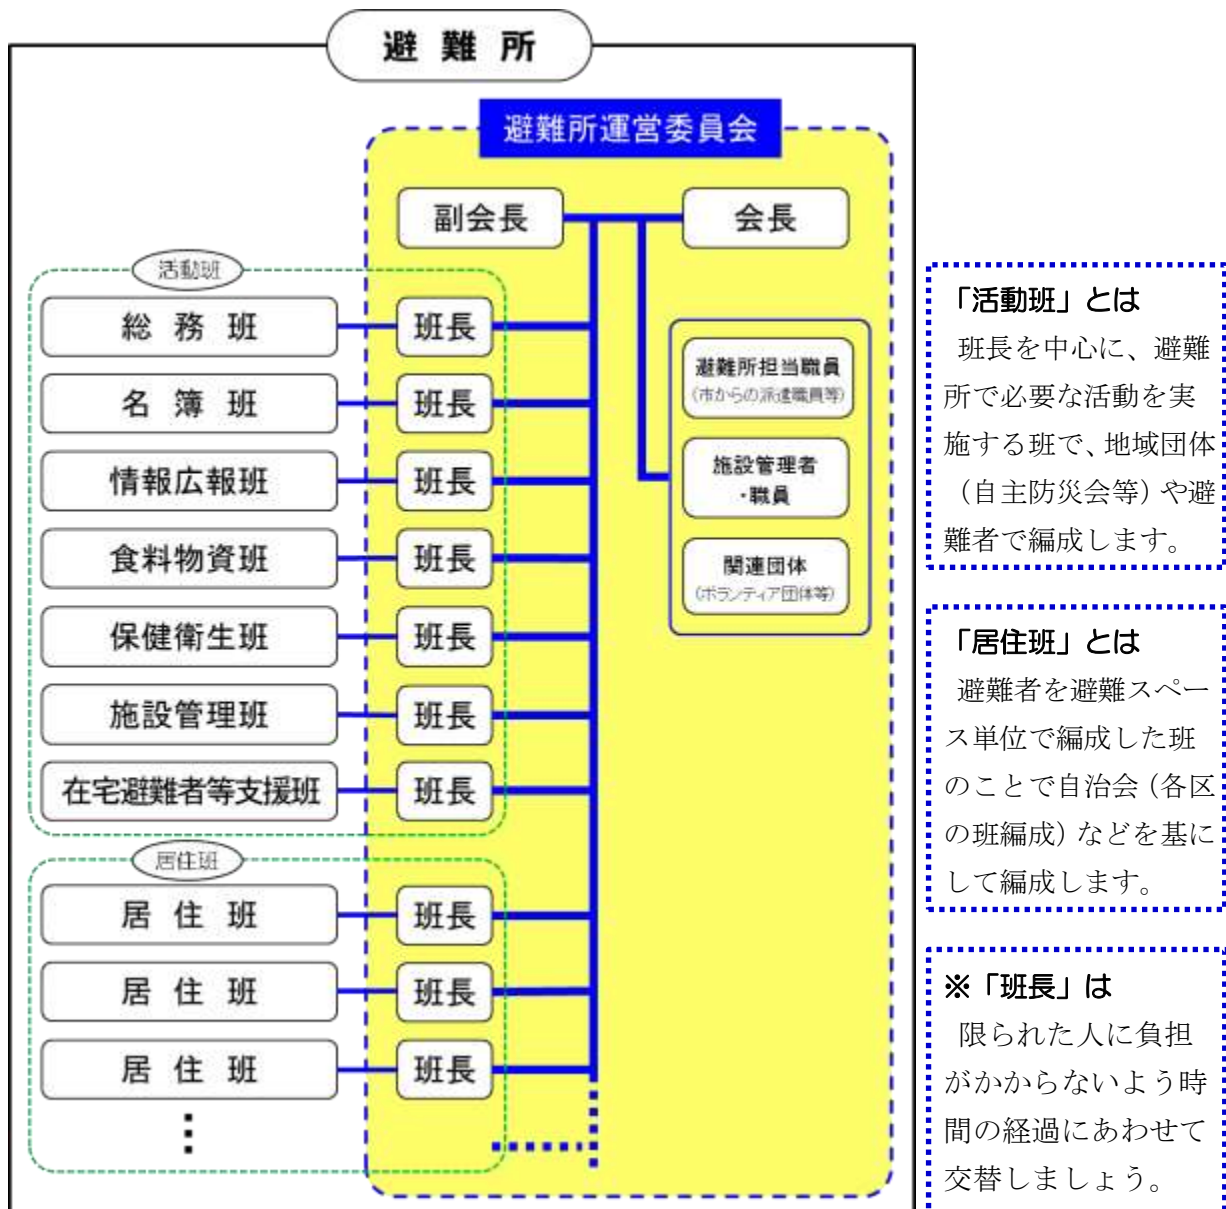 避難所
避難所運営委員会
副会長
会長
活動班
総務班
班長
名簿班
班長
情報広報班
班長
食料物資班
班長
保健衛生班
班長
施設管理班
班長
在宅避難者等支援班
班長
避難所担当職員
(市からの派遣職員等)
施設管理者
・職員
関連団体
(ボランティア団体等)
居住班
居住班
班長
居住班
班長
居住班
班長
「活動班」とは
班長を中心に、避難
所で必要な活動を実
施する班で、地域団体
（自主防災会等）や避
難者で編成します。
「居住班」とは
避難者を避難スペー
ス単位で編成した班
のことで自治会（各区
の班編成）などを基に
して編成します。
※「班長」は
限られた人に負担
がかからないよう時
間の経過にあわせて
交替しましょう。